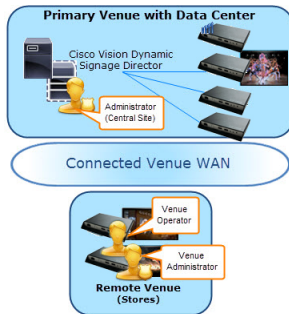 Primary Venue with Data Center
Cisco Vision Dynamic
Signage Director
Administrator
(Central Site)
Connected Venue WAN
Venue
Operator
Venue
Administrator
Remote Venue
(Stores)